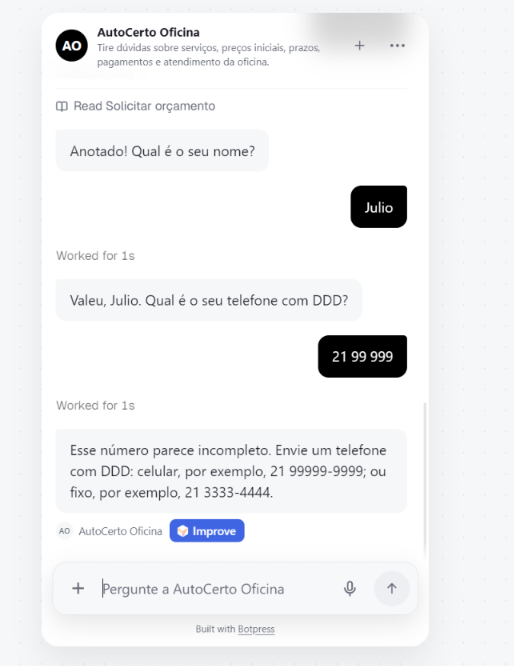 AO
AutoCerto Oficina
Tire dúvidas sobre serviços, preços iniciais, prazos,
pagamentos e atendimento da oficina.
Read Solicitar orçamento
Anotado! Qual é o seu nome?
Julio
Worked for 1s
Valeu, Julio. Qual é o seu telefone com DDD?
21 99 999
Worked for 1s
Esse número parece incompleto. Envie um telefone
com DDD: celular, por exemplo, 21 99999-9999; ou
fixo, por exemplo, 21 3333-4444.
AO AutoCerto Oficina Improve
Pergunte a AutoCerto Oficina
Built with Botpress